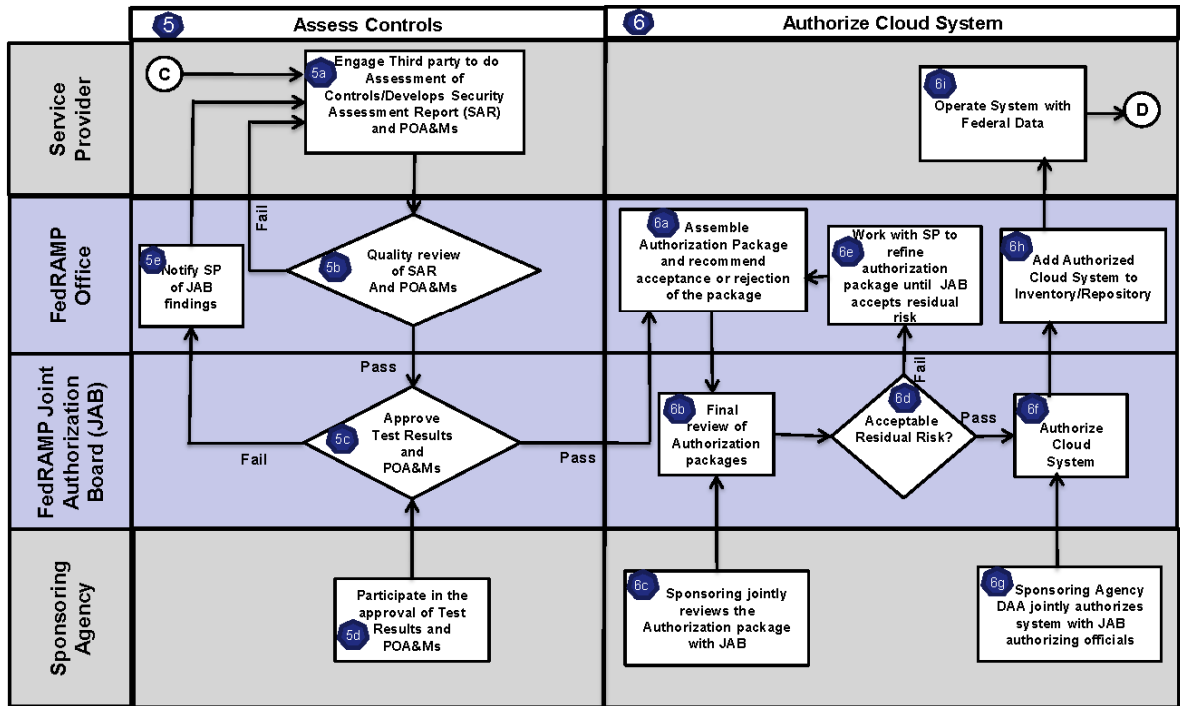 5 Assess Controls
6 Authorize Cloud System
Service
Provider
C
5a
Engage Third party to do
Assessment of
Controls/Develops Security
Assessment Report (SAR)
and POA&Ms
6i
Operate System with
Federal Data
D
FedRAMP
Office
Fail
5e
Notify SP
of JAB
findings
5b
Quality review
of SAR
And POA&Ms
6a
Assemble
Authorization Package
and recommend
acceptance or rejection
of the package
6e
Work with SP to
refine
authorization
package until JAB
accepts residual
risk
6h
Add Authorized
Cloud System to
Inventory/Repository
FedRAMP Joint
Authorization
Board (JAB)
Pass
5c
Approve
Test Results
and
POA&Ms
Fail
Pass
6b
Final
review of
Authorization
packages
6d
Acceptable
Residual Risk?
Fail
Pass
6f
Authorize
Cloud
System
Sponsoring
Agency
5d
Participate in the
approval of Test
Results and
POA&Ms
6c
Sponsoring jointly
reviews the
Authorization package
with JAB
6g
Sponsoring Agency
DAA jointly authorizes
system with JAB
authorizing officials